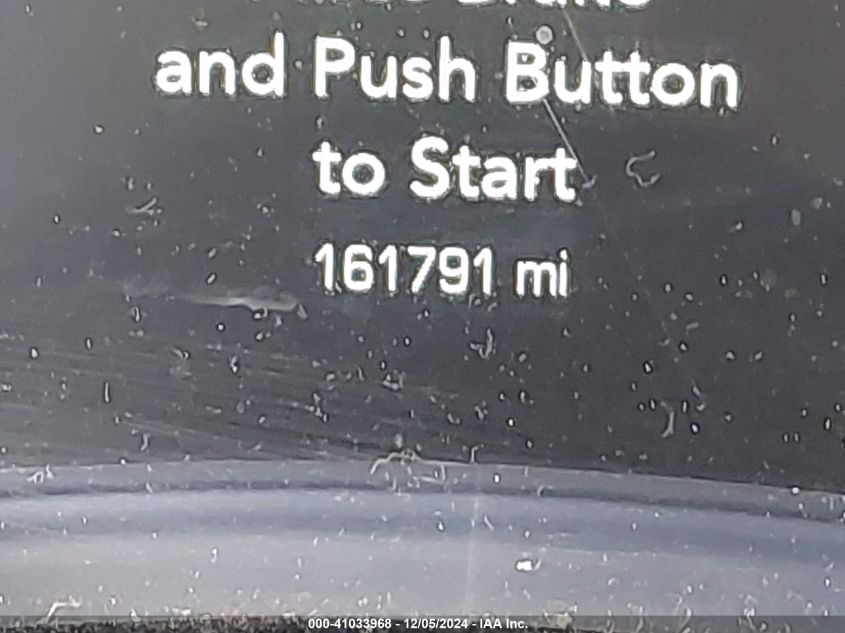 and Push Button
to Start
161791 mi
000-41033968 - 12/05/2024 - IAA Inc.